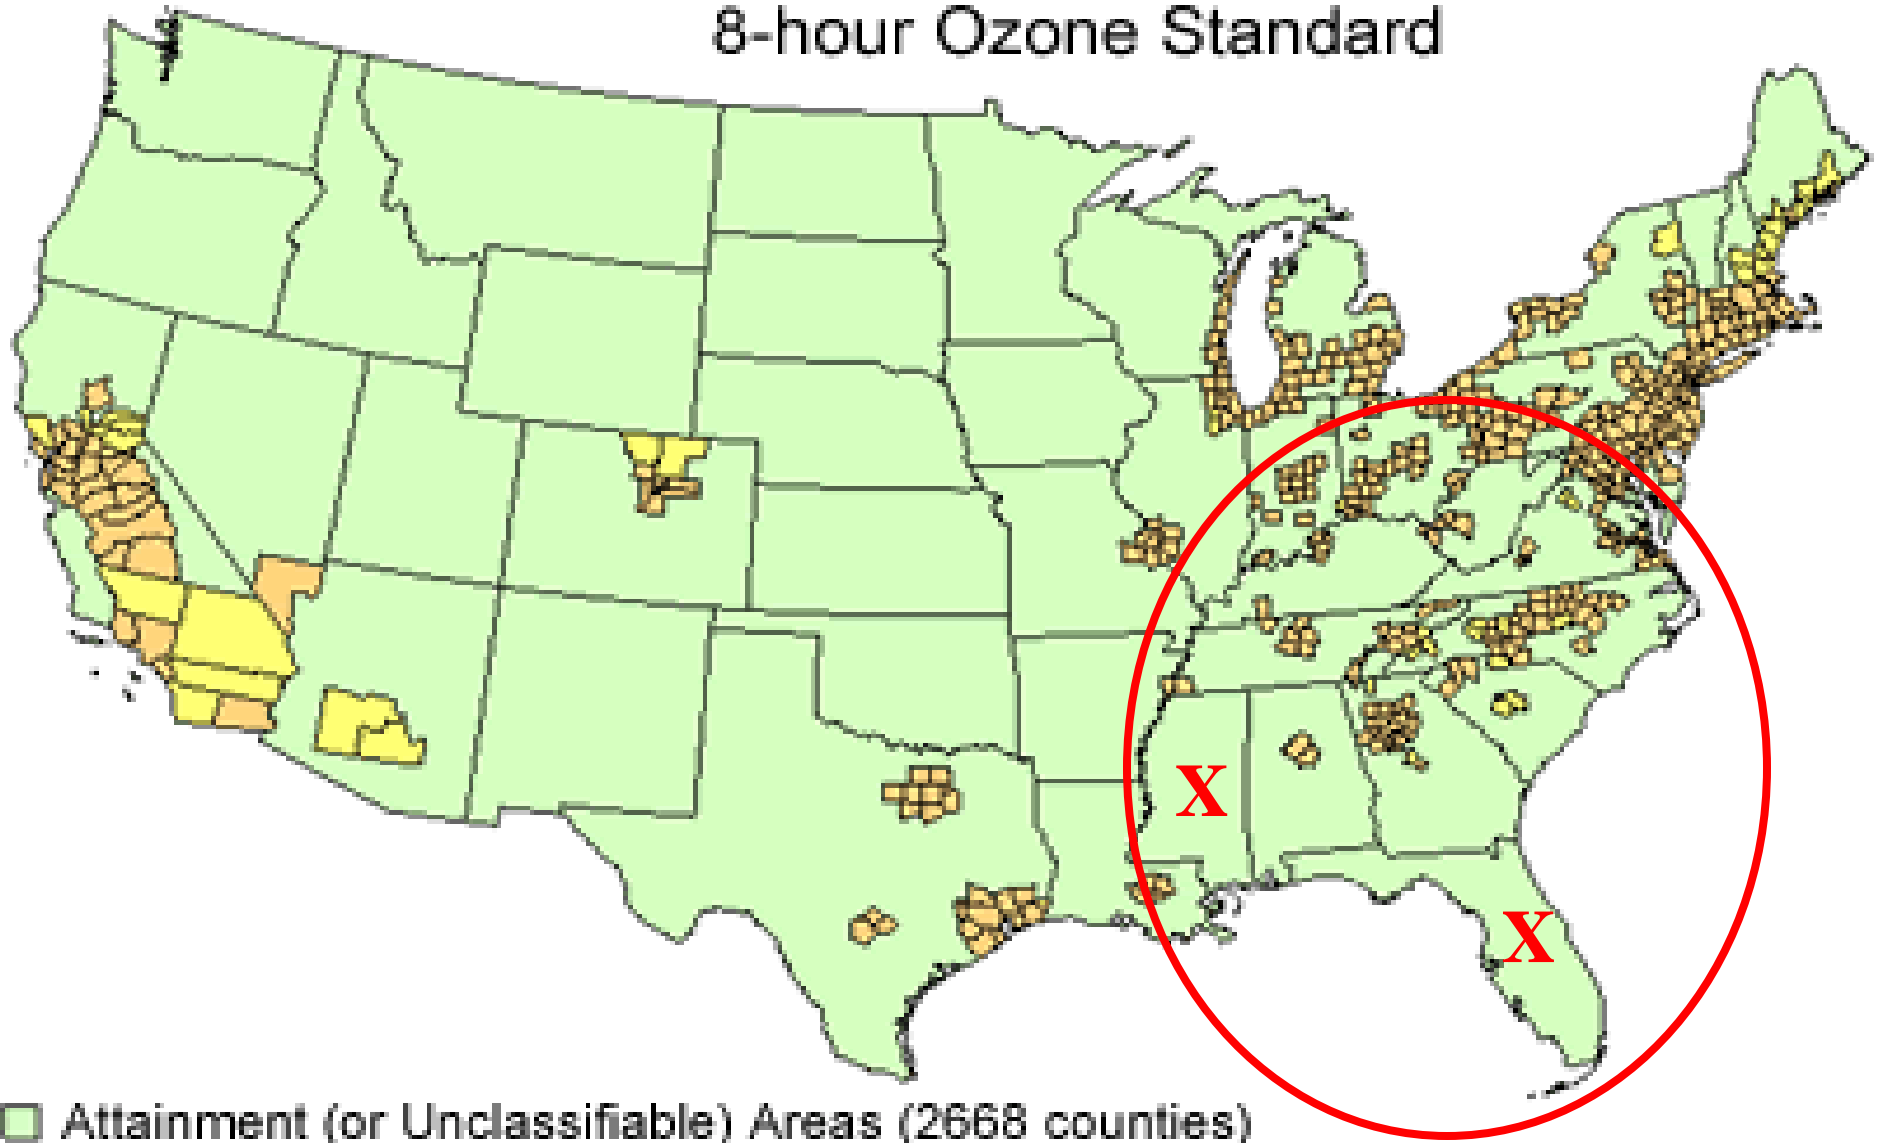 8-hour Ozone Standard
X
X
Attainment (or Unclassifiable) Areas (2668 counties)